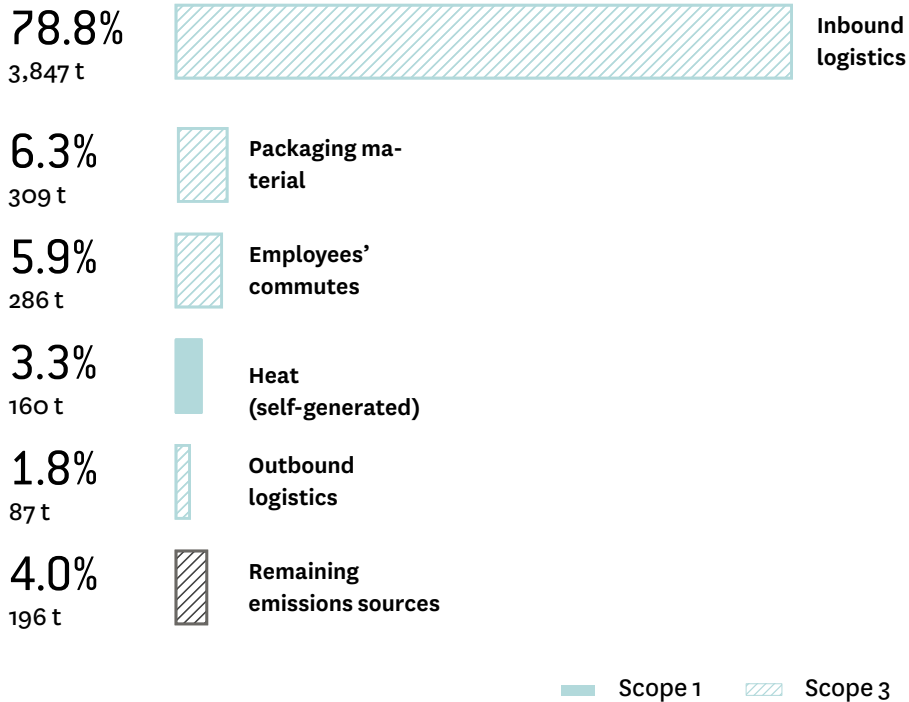 78.8%
3,847 t
Inbound
logistics
6.3%
309 t
Packaging ma-
terial
5.9%
286 t
Employees’
commutes
3.3%
160 t
Heat
(self-generated)
1.8%
87 t
Outbound
logistics
4.0%
196 t
Remaining
emissions sources
Scope 1
Scope 3